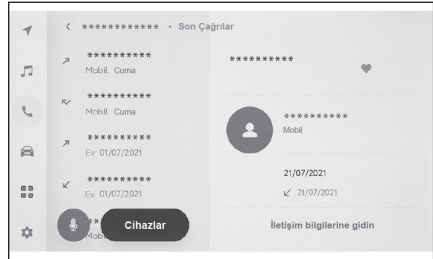 ************ • Son Çağrılar
**********
Mobil Cuma
**********
Mobil Cuma
**********
Ev 01/07/2021
**********
Ev 01/07/2021
**
Mobil
Cihazlar
**********
**********
Mobil
21/07/2021
21/07/2021
İletişim bilgilerine gidin